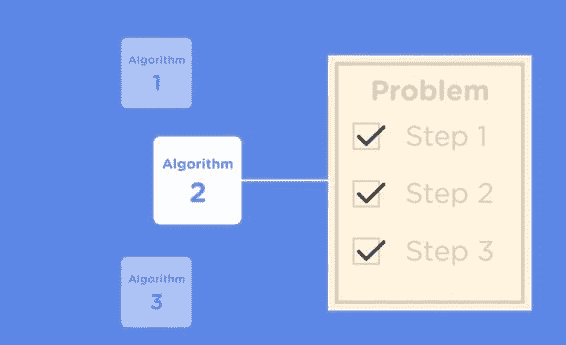 Algorithm
1
Algorithm
2
Algorithm
3
Problem
Step 1
Step 2
Step 3